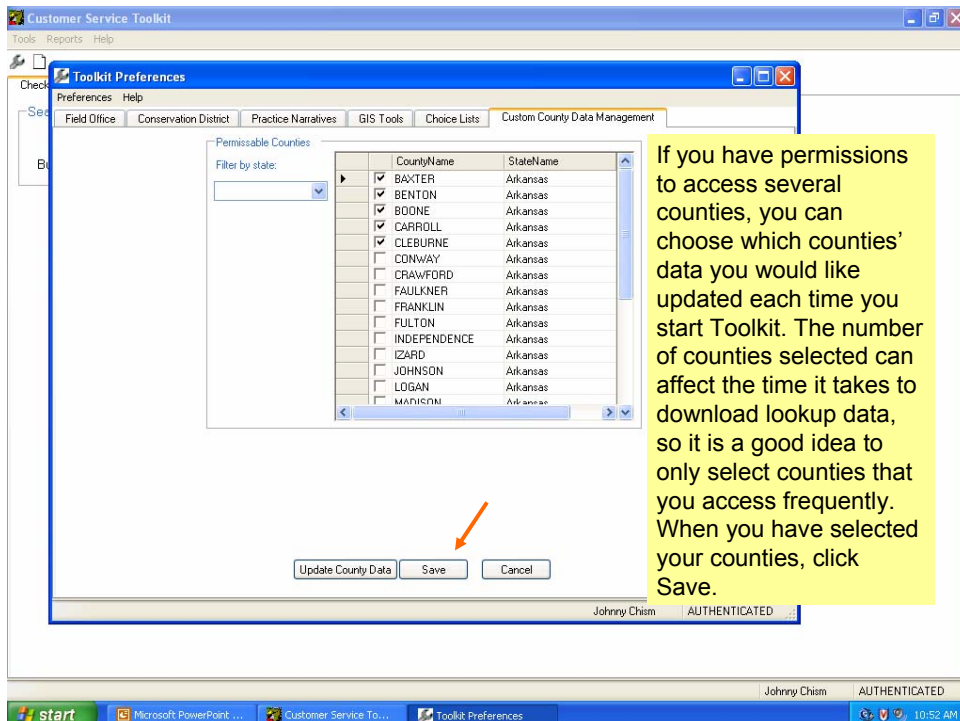 Customer Service Toolkit
Tools Reports Help
Toolkit Preferences
Check
Preferences Help
Field Office Conservation District Practice Narratives GIS Tools Choice Lists Custom County Data Management
Permissable Counties
Filter by state:
CountyName StateName
BAXTER Arkansas
BENTON Arkansas
BOONE Arkansas
CARROLL Arkansas
CLEBURNE Arkansas
CONWAY Arkansas
CRAWFORD Arkansas
FAULKNER Arkansas
FRANKLIN Arkansas
FULTON Arkansas
INDEPENDENCE Arkansas
IZARD Arkansas
JOHNSON Arkansas
LOGAN Arkansas
MADISON Arkansas
If you have permissions
to access several
counties, you can
choose which counties’
data you would like
updated each time you
start Toolkit. The number
of counties selected can
affect the time it takes to
download lookup data,
so it is a good idea to
only select counties that
you access frequently.
When you have selected
your counties, click
Save.
Update County Data Save Cancel
Johnny Chism AUTHENTICATED
Johnny Chism AUTHENTICATED
start Microsoft PowerPoint ... Customer Service To... Toolkit Preferences 10:52 AM